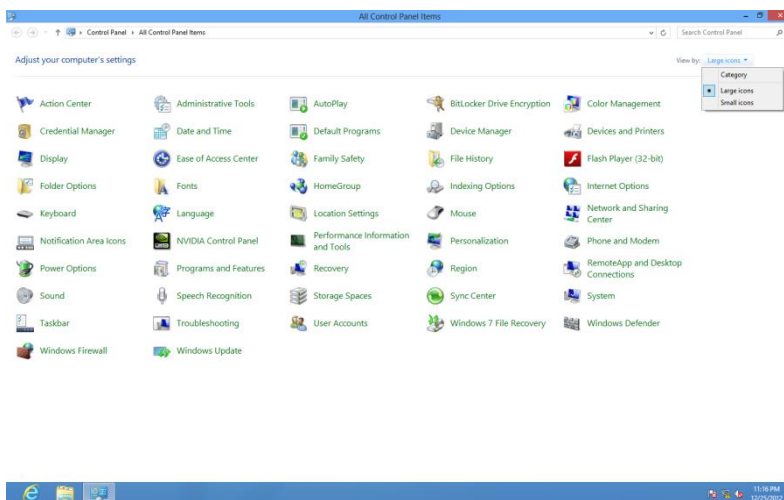 All Control Panel Items
Control Panel ▸ All Control Panel Items
Search Control Panel
Adjust your computer's settings
View by: Large icons
Category
Large icons
Small icons
Action Center
Administrative Tools
AutoPlay
BitLocker Drive Encryption
Color Management
Credential Manager
Date and Time
Default Programs
Device Manager
Devices and Printers
Display
Ease of Access Center
Family Safety
File History
Flash Player (32-bit)
Folder Options
Fonts
HomeGroup
Indexing Options
Internet Options
Keyboard
Language
Location Settings
Mouse
Network and Sharing
Center
Notification Area Icons
NVIDIA Control Panel
Performance Information
and Tools
Personalization
Phone and Modem
Power Options
Programs and Features
Recovery
Region
RemoteApp and Desktop
Connections
Sound
Speech Recognition
Storage Spaces
Sync Center
System
Taskbar
Troubleshooting
User Accounts
Windows 7 File Recovery
Windows Defender
Windows Firewall
Windows Update
11:16 PM